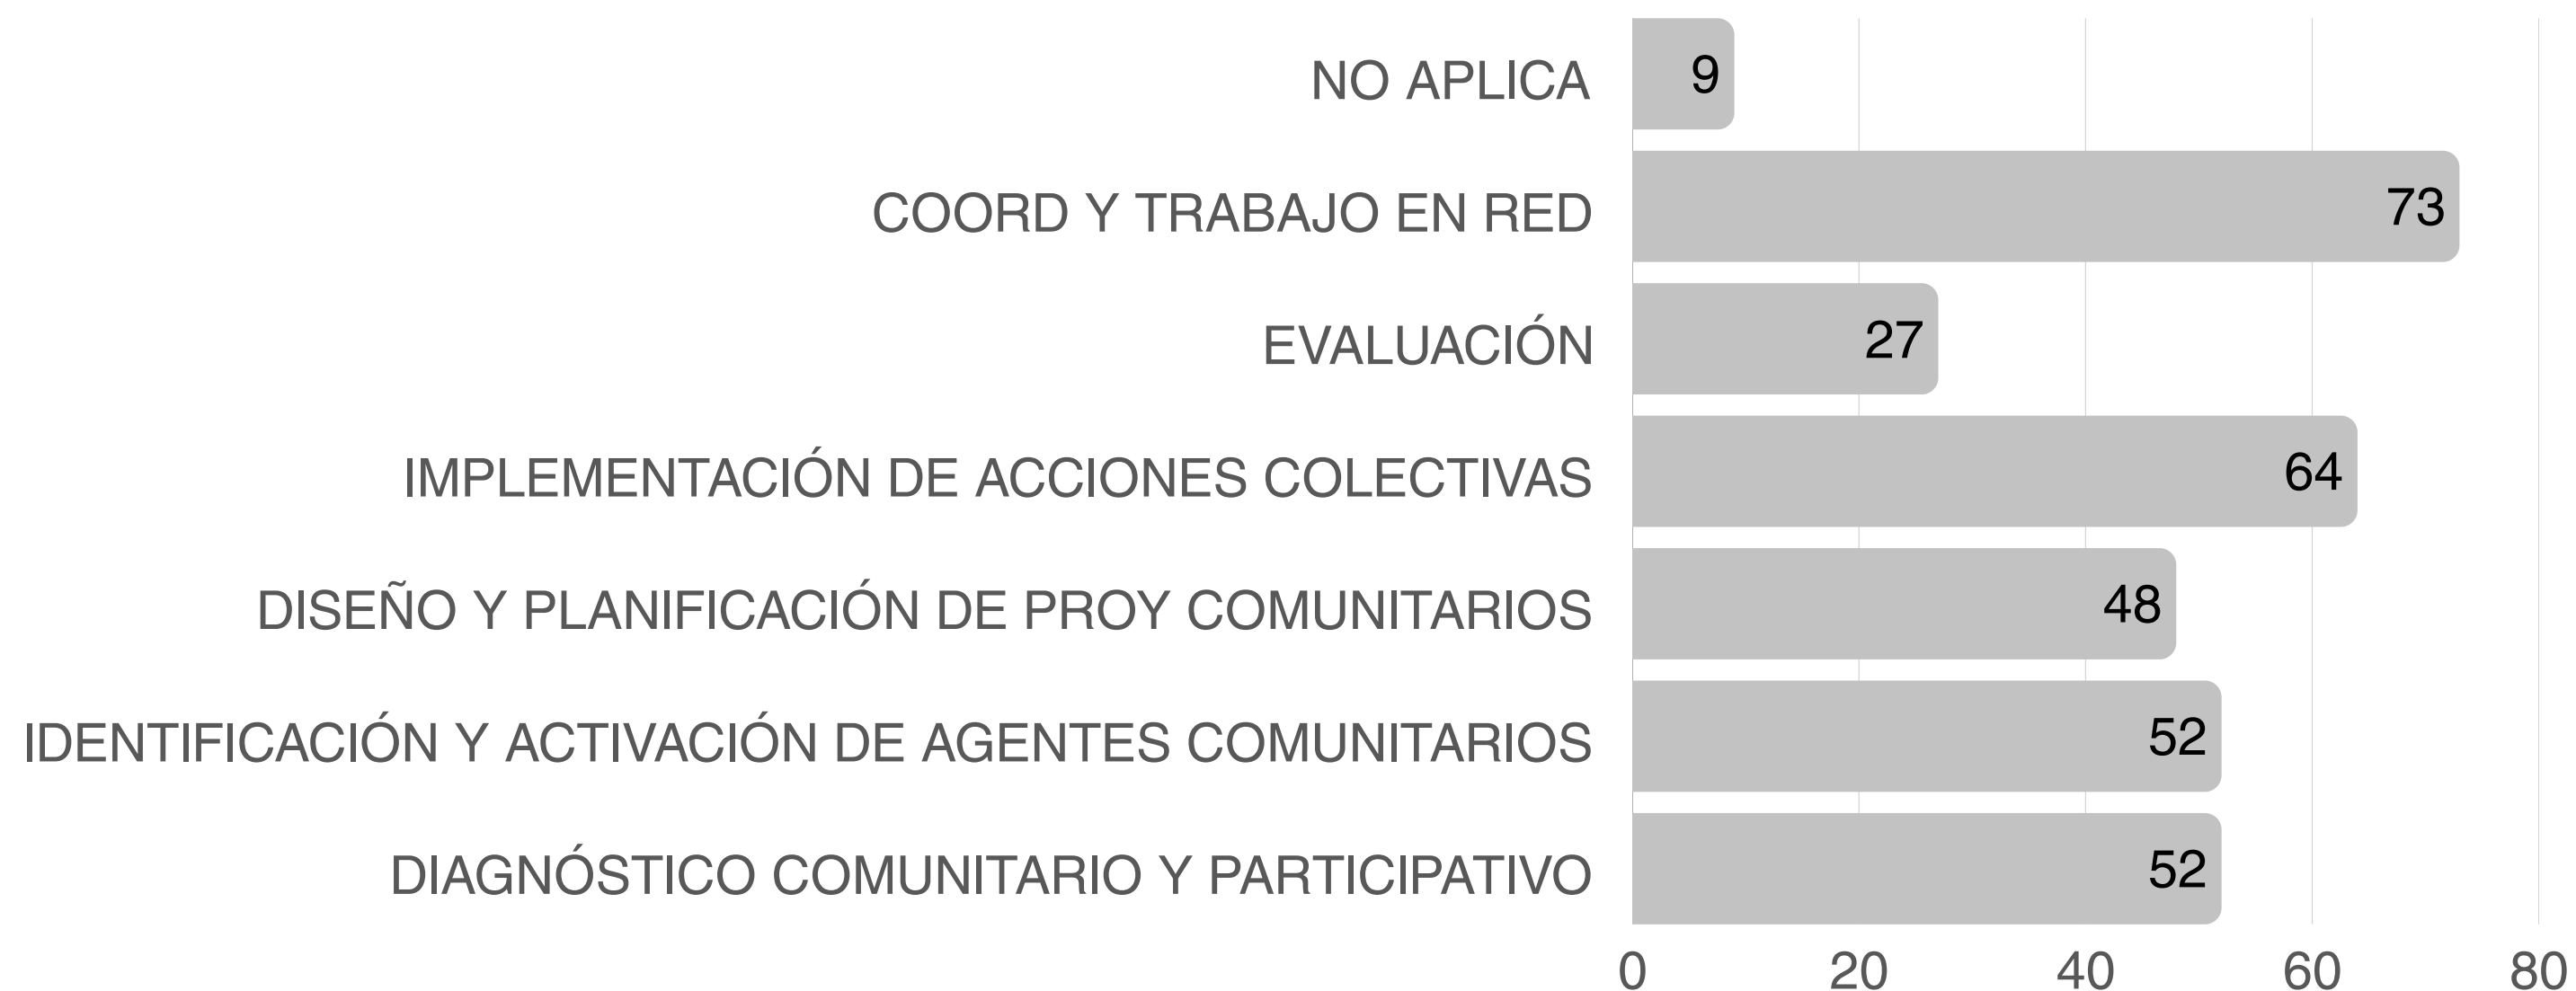 NO APLICA 9
COORD Y TRABAJO EN RED 73
EVALUACIÓN 27
IMPLEMENTACIÓN DE ACCIONES COLECTIVAS 64
DISEÑO Y PLANIFICACIÓN DE PROY COMUNITARIOS 48
IDENTIFICACIÓN Y ACTIVACIÓN DE AGENTES COMUNITARIOS 52
DIAGNÓSTICO COMUNITARIO Y PARTICIPATIVO 52
0 20 40 60 80